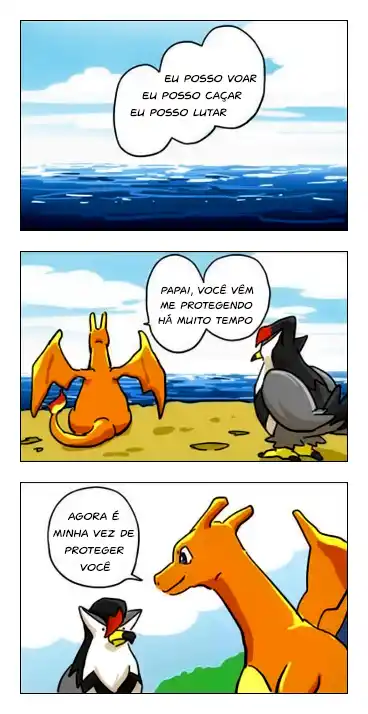 EU POSSO VOAR
EU POSSO CAÇAR
EU POSSO LUTAR
PAPAI, VOCÊ VÊM
ME PROTEGENDO
HÁ MUITO TEMPO
AGORA É
MINHA VEZ DE
PROTEGER
VOCÊ